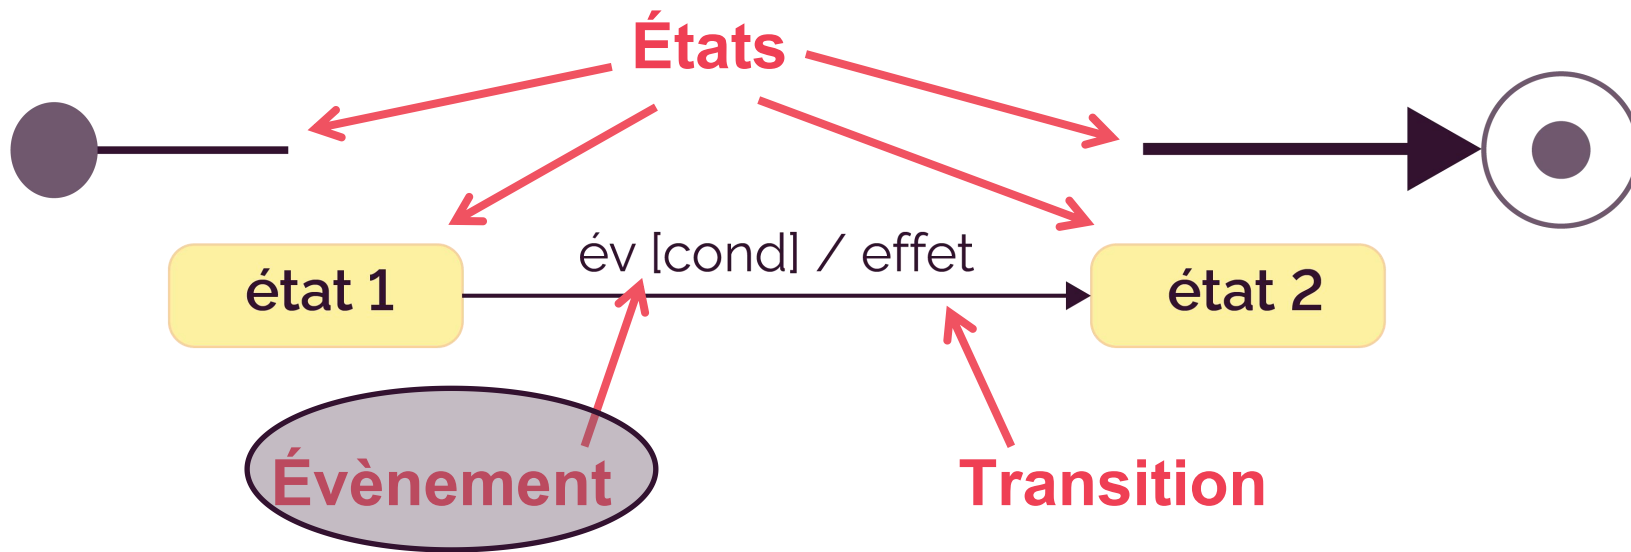 États
év [cond] / effet
état 1
état 2
Évènement
Transition